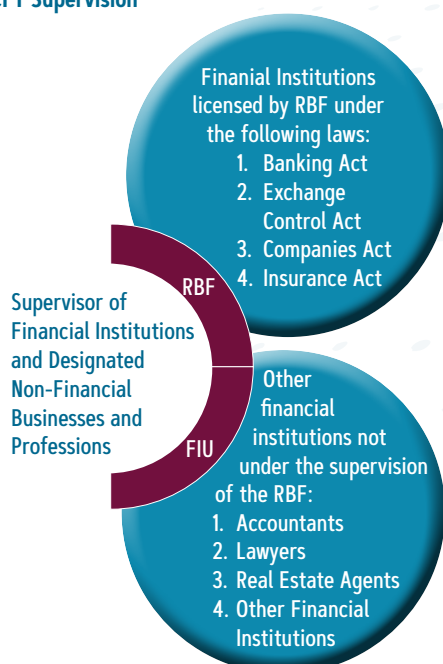 Supervision
Finanial Institutions
licensed by RBF under
the following laws:
1. Banking Act
2. Exchange
Control Act
3. Companies Act
4. Insurance Act
RBF
Supervisor of
Financial Institutions
and Designated
Non-Financial
Businesses and
Professions
FIU
Other
financial
institutions not
under the supervision
of the RBF:
1. Accountants
2. Lawyers
3. Real Estate Agents
4. Other Financial
Institutions